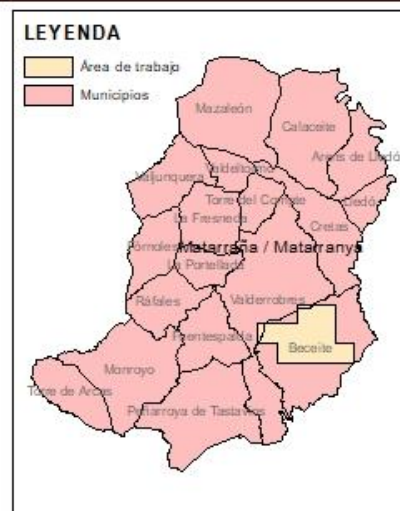 LEYENDA
Área de trabajo
Municipios
Mazaleón
Calaceite
Arens de Lledó
Valdeltormo
Valjunquera
Torre del Compte
Lledó
La Fresneda
Cretas
Fórnoles
Matarraña / Matarranya
La Portellada
Ráfales
Valderrobres
Fuentespalda
Beceite
Monroyo
Torre de Arcas
Peñarroya de Tastavins